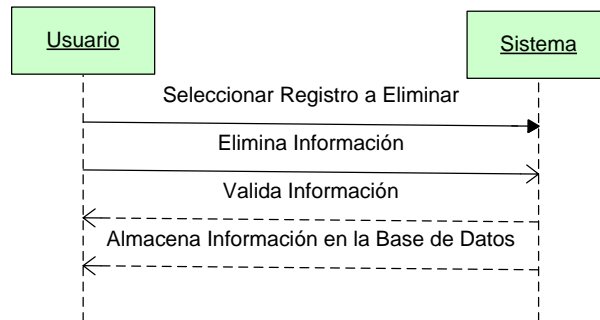 Usuario
Sistema
Seleccionar Registro a Eliminar
Elimina Información
Valida Información
Almacena Información en la Base de Datos